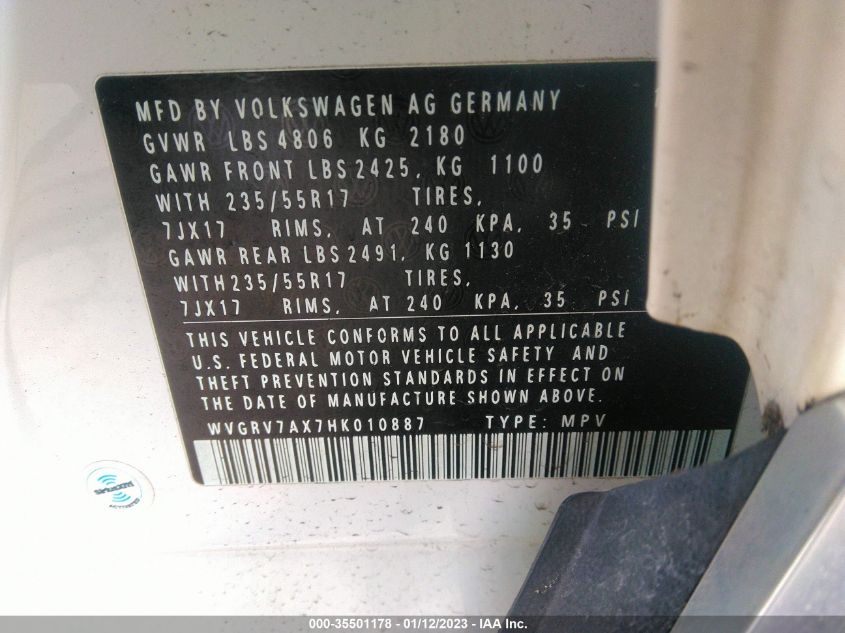 MFD BY VOLKSWAGEN AG GERMANY
GVWR LBS 4806 KG 2180
GAWR FRONT LBS 2425, KG 1100
WITH 235/55R17 TIRES,
7JX17 RIMS, AT 240 KPA, 35 PSI
GAWR REAR LBS 2491, KG 1130
WITH235/55R17 TIRES,
7JX17 RIMS, AT 240 KPA, 35 PSI
THIS VEHICLE CONFORMS TO ALL APPLICABLE
U.S. FEDERAL MOTOR VEHICLE SAFETY AND
THEFT PREVENTION STANDARDS IN EFFECT ON
THE DATE OF MANUFACTURE SHOWN ABOVE.
WVGRV7AX7HK010887 TYPE: MPV
SiriusXM
ACTIVATED
000-35501178 - 01/12/2023 - IAA Inc.